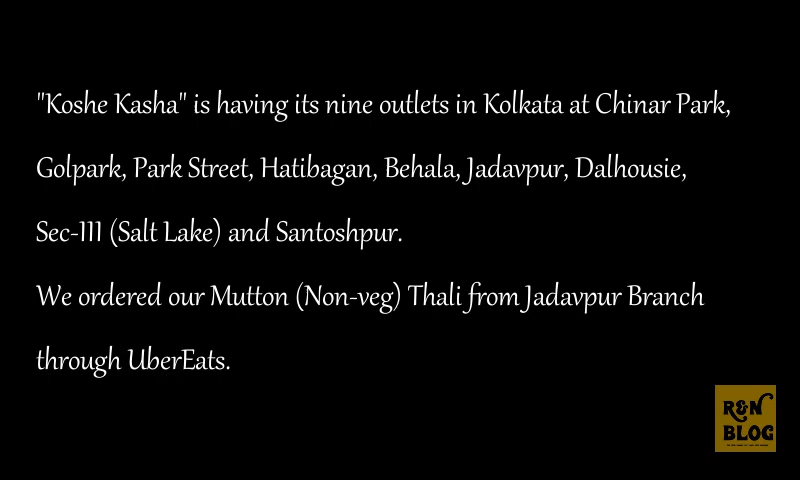 "Koshe Kasha" is having its nine outlets in Kolkata at Chinar Park,
Golpark, Park Street, Hatibagan, Behala, Jadavpur, Dalhousie,
Sec-III (Salt Lake) and Santoshpur.
We ordered our Mutton (Non-veg) Thali from Jadavpur Branch
through UberEats.
R&N
BLOG